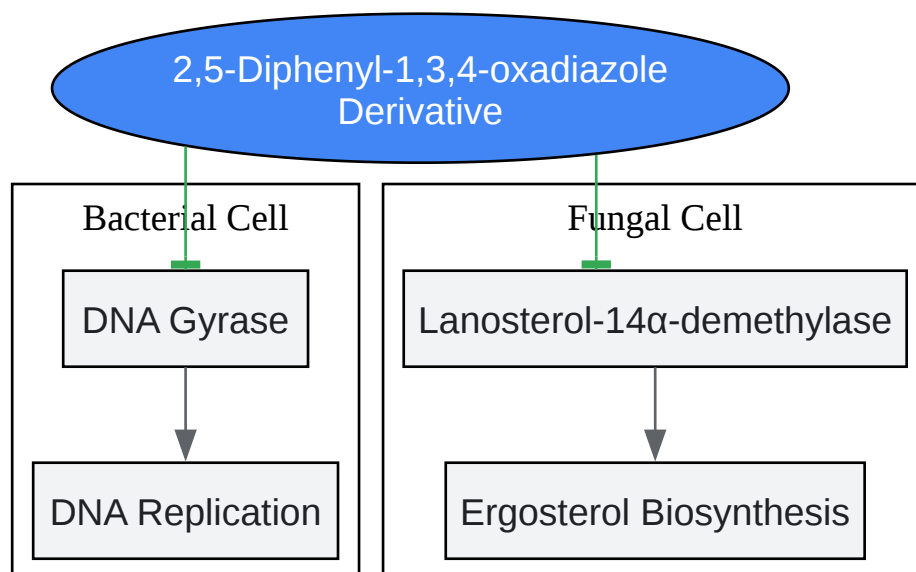 2,5-Diphenyl-1,3,4-oxadiazole
Derivative
Bacterial Cell
Fungal Cell
DNA Gyrase
Lanosterol-14α-demethylase
DNA Replication
Ergosterol Biosynthesis